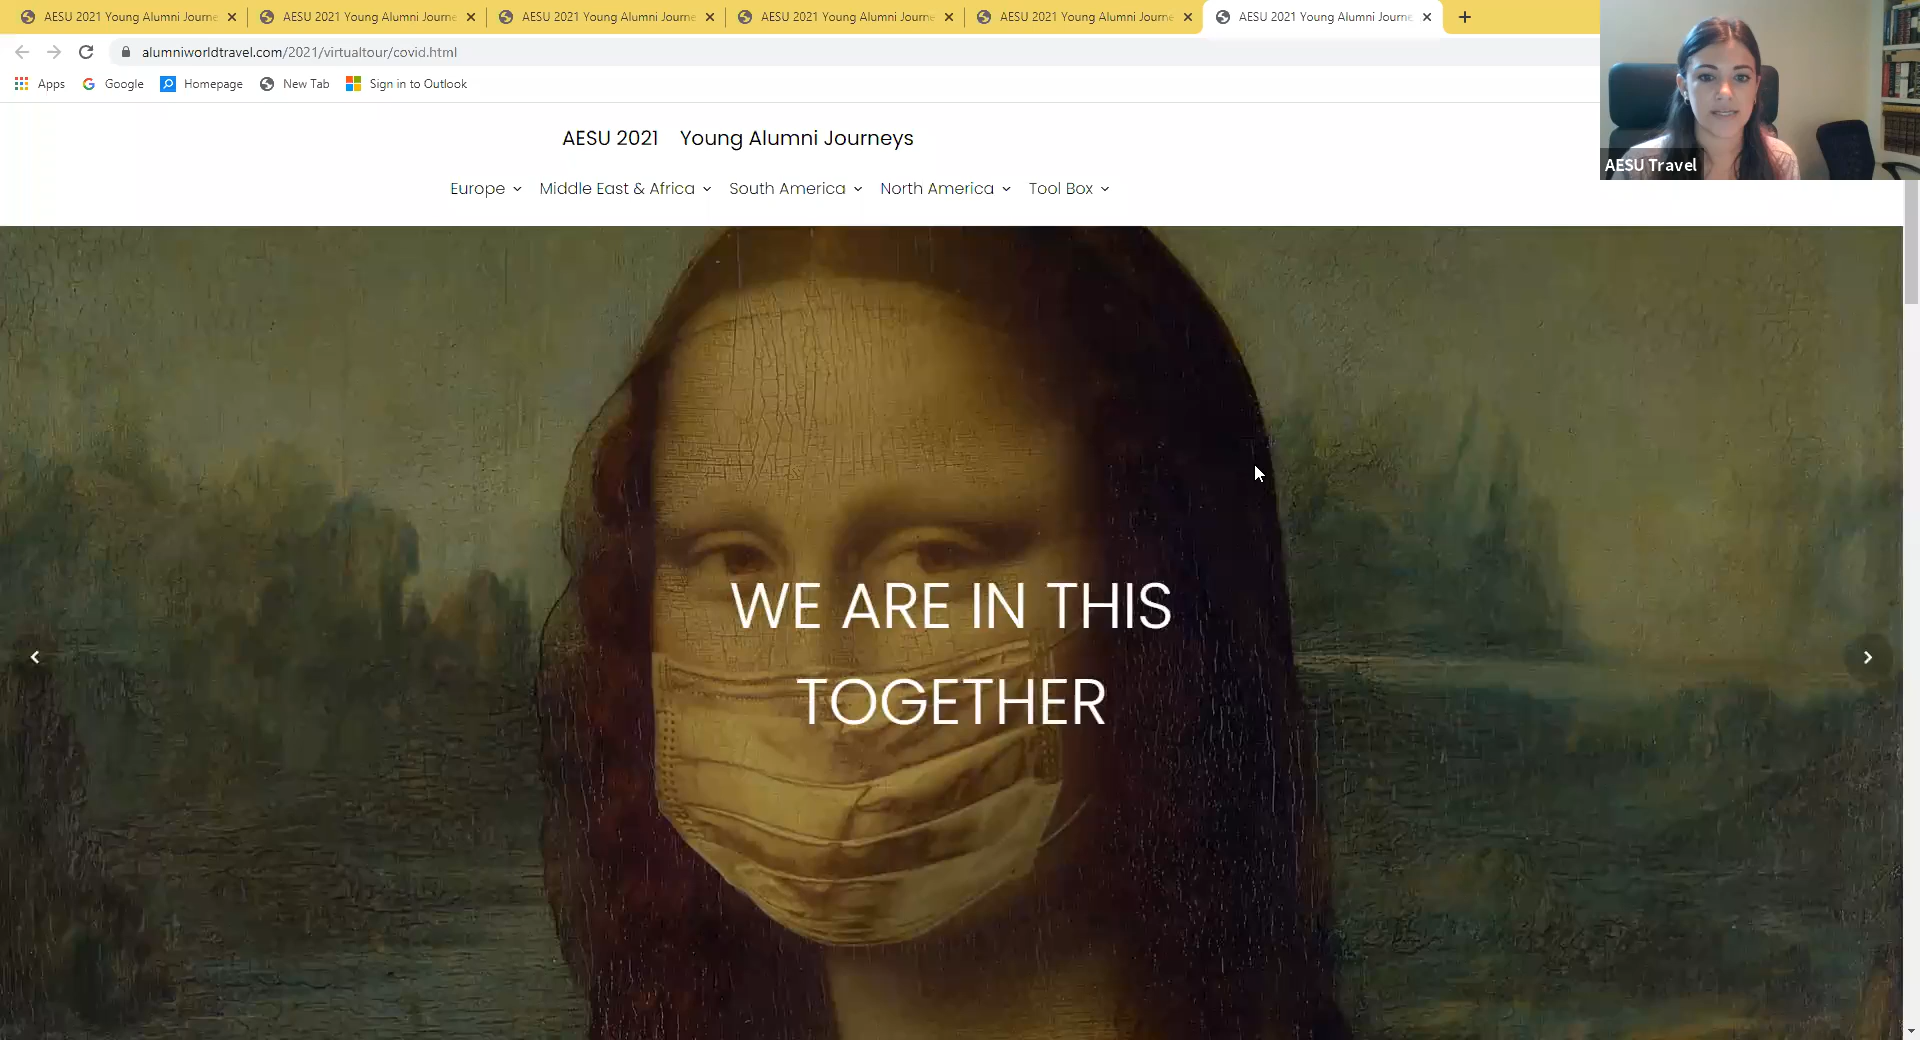 AESU 2021 Young Alumni Journe
AESU 2021 Young Alumni Journe
AESU 2021 Young Alumni Journe
AESU 2021 Young Alumni Journe
AESU 2021 Young Alumni Journe
AESU 2021 Young Alumni Journe
alumniworldtravel.com/2021/virtualtour/covid.html
Apps Google Homepage New Tab Sign in to Outlook
AESU Travel
AESU 2021 Young Alumni Journeys
Europe Middle East & Africa South America North America Tool Box
WE ARE IN THIS
TOGETHER